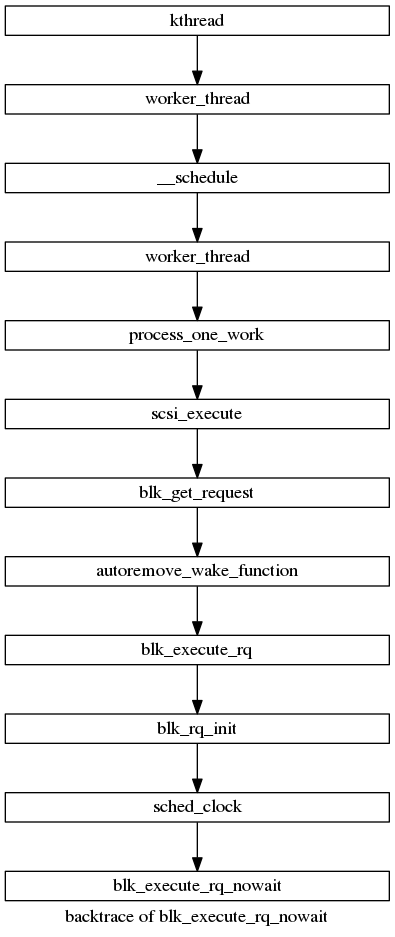 kthread
worker_thread
__schedule
worker_thread
process_one_work
scsi_execute
blk_get_request
autoremove_wake_function
blk_execute_rq
blk_rq_init
sched_clock
blk_execute_rq_nowait
backtrace of blk_execute_rq_nowait